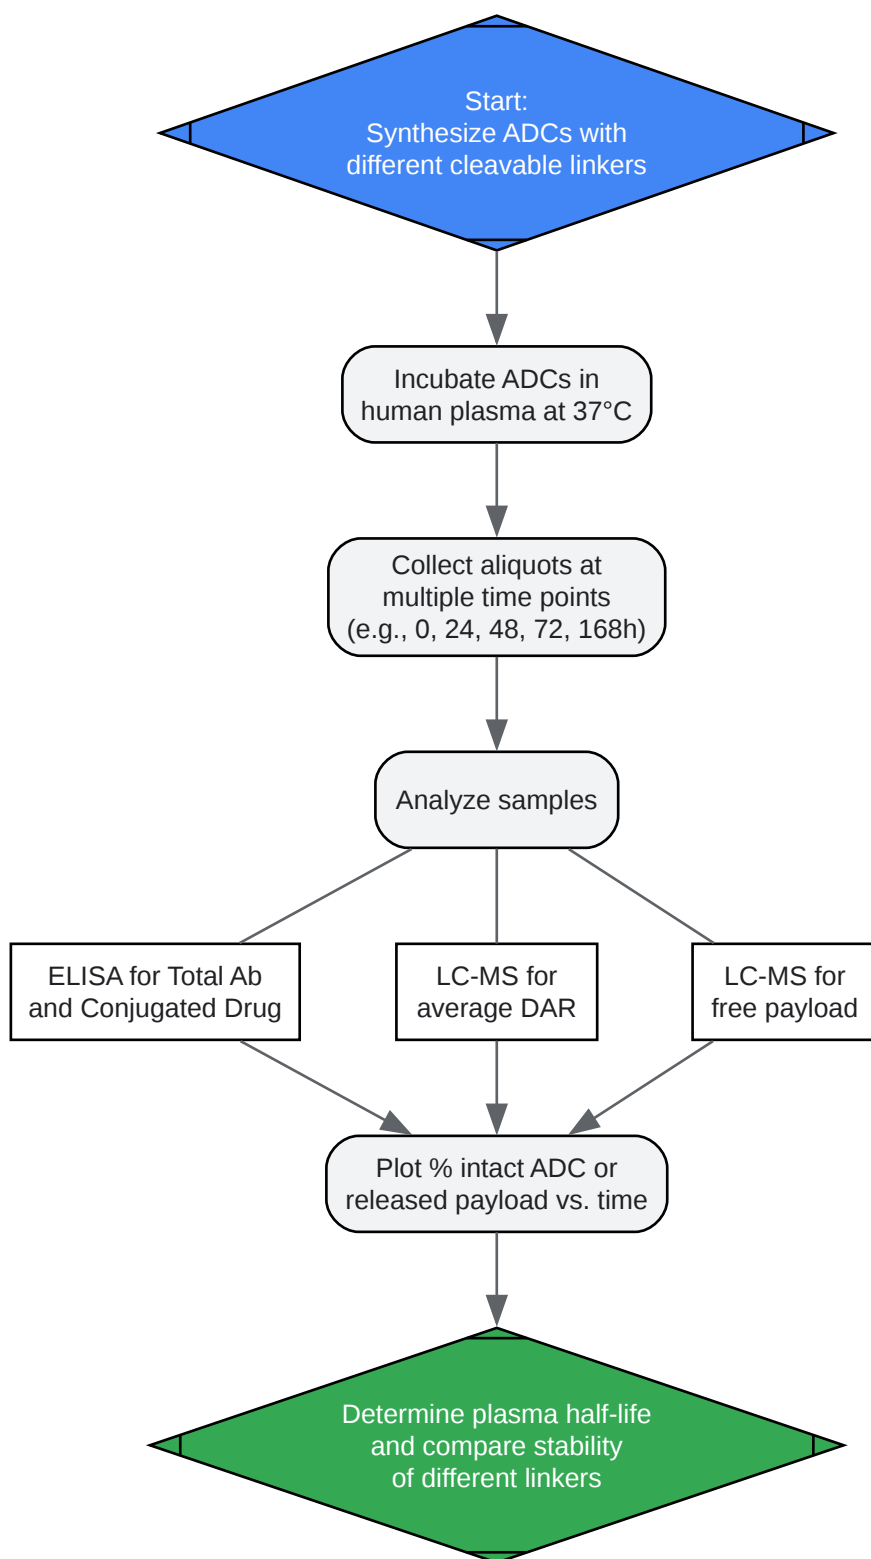 Start:
Synthesize ADCs with
different cleavable linkers
Incubate ADCs in
human plasma at 37°C
Collect aliquots at
multiple time points
(e.g., 0, 24, 48, 72, 168h)
Analyze samples
ELISA for Total Ab
and Conjugated Drug
LC-MS for
average DAR
LC-MS for
free payload
Plot % intact ADC or
released payload vs. time
Determine plasma half-life
and compare stability
of different linkers